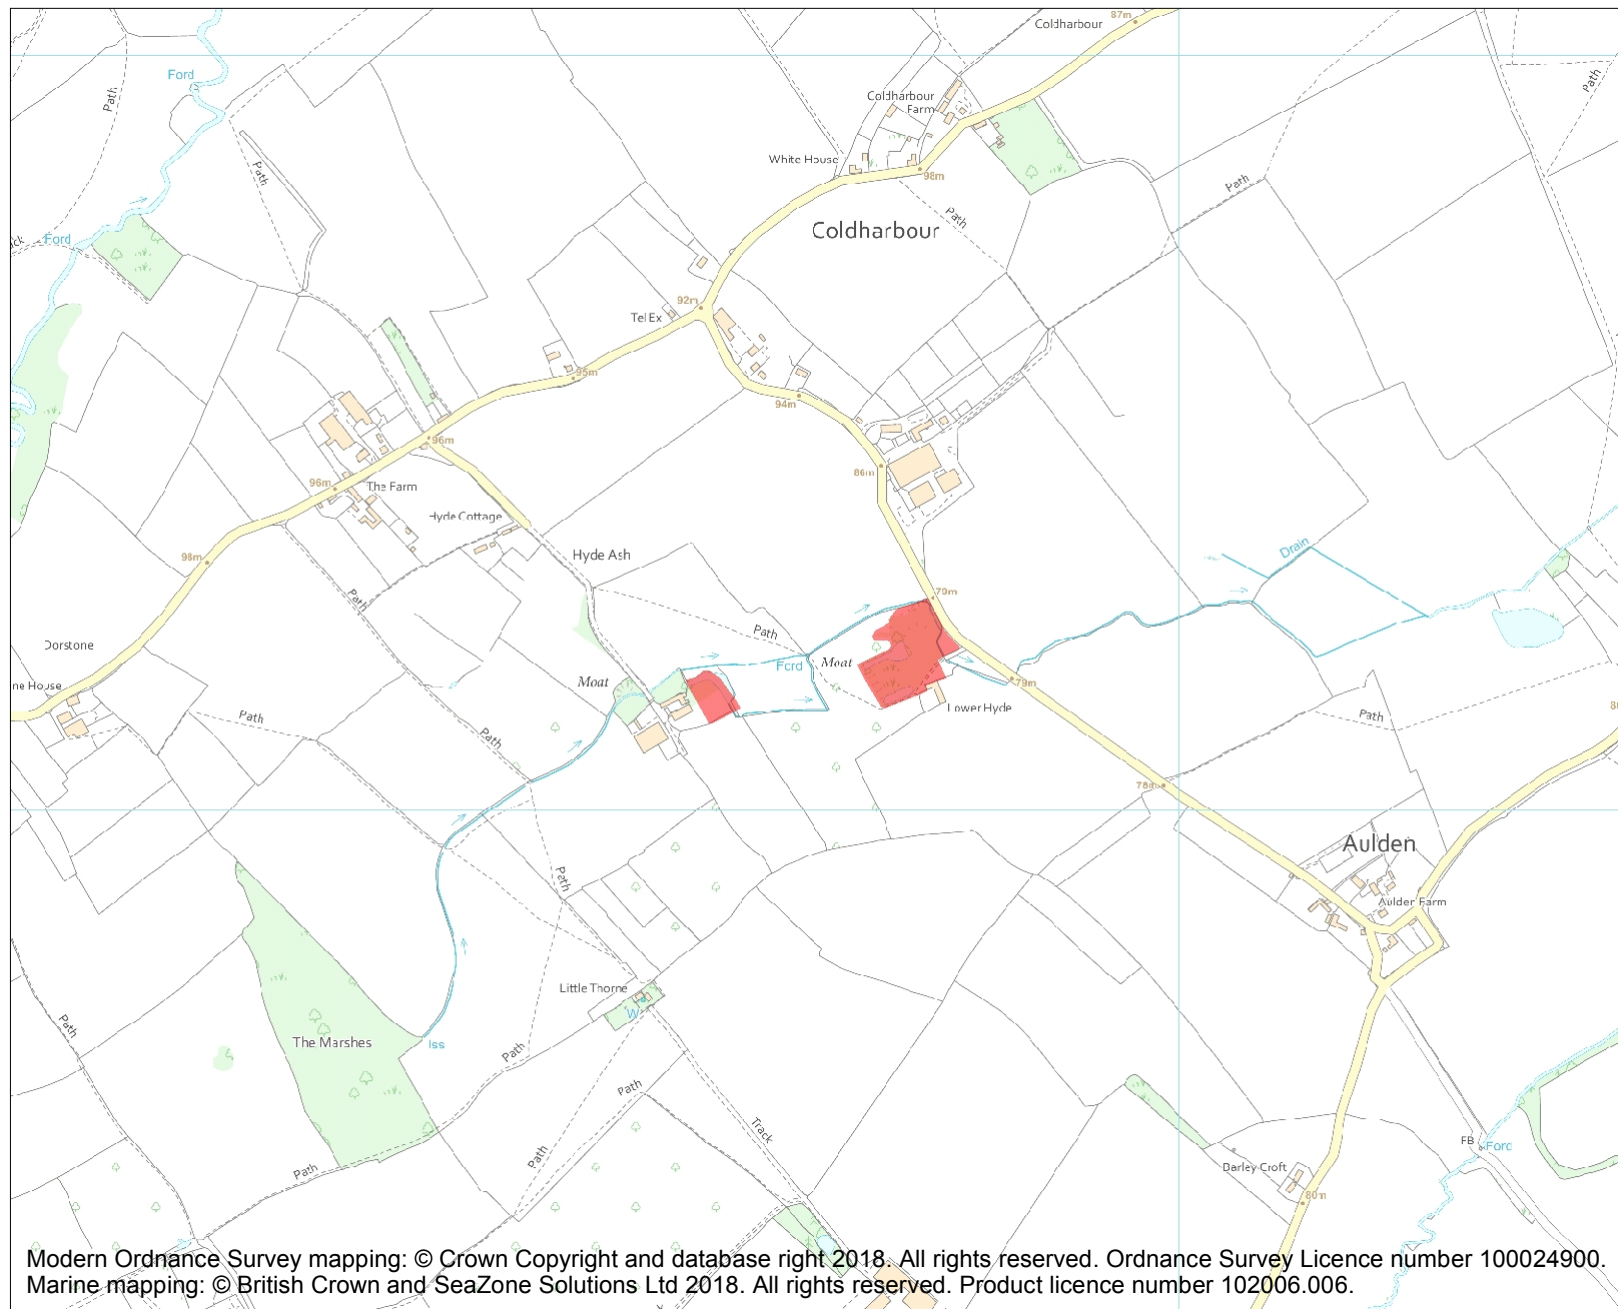 Coldharbour
87m
Ford
Path
Path
Coldharbour
Farm
White House
98m
Path
Path
Path
Coldharbour
Ford
92m
Tel Ex
95m
94m
96m
86m
The Farm
96m
Hyde Cottage
Hyde Ash
98m
Drain
Path
79m
Path
Dorstone
Ford
Moat
Moat
79m
ne House
Lower Hyde
Path
Path
Path
78m
Aulden
Path
Aulden Farm
Little Thorne
W
Path
The Marshes
Iss
Path
Path
Track
Path
Path
FB
Ford
Barley Croft
80m
Modern Ordnance Survey mapping: © Crown Copyright and database right 2018. All rights reserved. Ordnance Survey Licence number 100024900.
Marine mapping: © British Crown and SeaZone Solutions Ltd 2018. All rights reserved. Product licence number 102006.006.